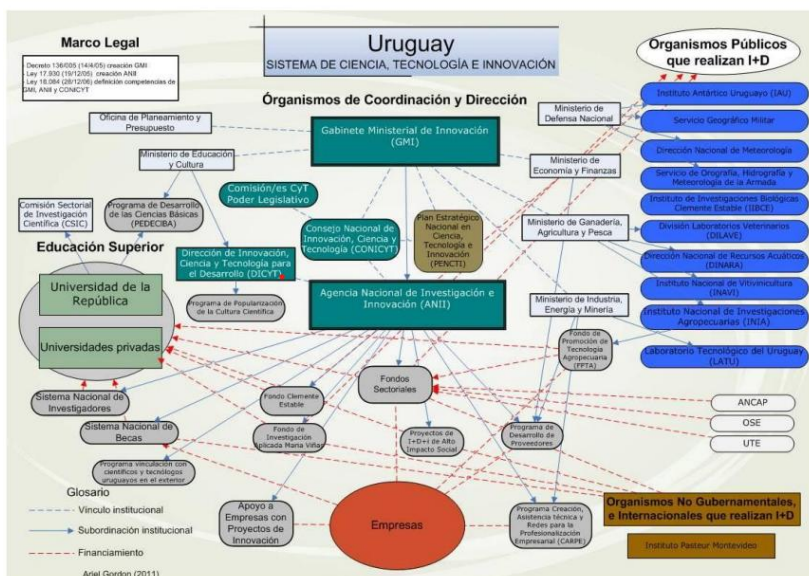 Marco Legal
- Decreto 136/005 (14/4/05) creación GMI
- Ley 17.930 (19/12/05) creación ANII
- Ley 18.084 (28/12/06) definición competencias de
GMI, ANII y CONICYT
Uruguay
SISTEMA DE CIENCIA, TECNOLOGÍA E INNOVACIÓN
Organismos Públicos
que realizan I+D
Órganismos de Coordinación y Dirección
Oficina de Planeamiento y
Presupuesto
Gabinete Ministerial de Innovación
(GMI)
Ministerio de
Defensa Nacional
Instituto Antártico Uruguayo (IAU)
Servicio Geográfico Militar
Dirección Nacional de Meteorología
Ministerio de Educación
y Cultura
Ministerio de
Economía y Finanzas
Servicio de Orografía, Hidrografía y
Meteorología de la Armada
Comisión/es CyT
Poder Legislativo
Instituto de Investigaciones Biológicas
Clemente Estable (IIBCE)
Comisión Sectorial
de Investigación
Científica (CSIC)
Programa de Desarrollo
de las Ciencias Básicas
(PEDECIBA)
Consejo Nacional de
Innovación, Ciencia y
Tecnología (CONICYT)
Plan Estratégico
Nacional en
Ciencia,
Tecnología e
Innovación
(PENCTI)
Ministerio de Ganadería,
Agricultura y Pesca
División Laboratorios Veterinarios
(DILAVE)
Dirección Nacional de Recursos Acuáticos
(DINARA)
Educación Superior
Dirección de Innovación,
Ciencia y Tecnología para
el Desarrollo (DICYT)
Instituto Nacional de Vitivinicultura
(INAVI)
Universidad de la
República
Agencia Nacional de Investigación e
Innovación (ANII)
Ministerio de Industria,
Energía y Minería
Instituto Nacional de Investigaciones
Agropecuarias (INIA)
Programa de Popularización
de la Cultura Científica
Universidades privadas
Fondo de
Promoción de
Tecnología
Agropecuaria
(FPTA)
Laboratorio Tecnológico del Uruguay
(LATU)
Sistema Nacional de
Investigadores
Fondo Clemente
Estable
Fondos
Sectoriales
ANCAP
OSE
UTE
Sistema Nacional de
Becas
Fondo de
Investigación
Aplicada María Viñas
Proyectos de
I+D+i de Alto
Impacto Social
Programa de
Desarrollo de
Proveedores
Programa vinculación con
científicos y tecnólogos
uruguayos en el exterior
Glosario
Vínculo institucional
Subordinación institucional
Financiamiento
Ariel Gordon (2011)
Apoyo a
Empresas con
Proyectos de
Innovación
Empresas
Programa Creación,
Asistencia técnica y
Redes para la
Profesionalización
Empresarial (CARPE)
Organismos No Gubernamentales,
e Internacionales que realizan I+D
Instituto Pasteur Montevideo